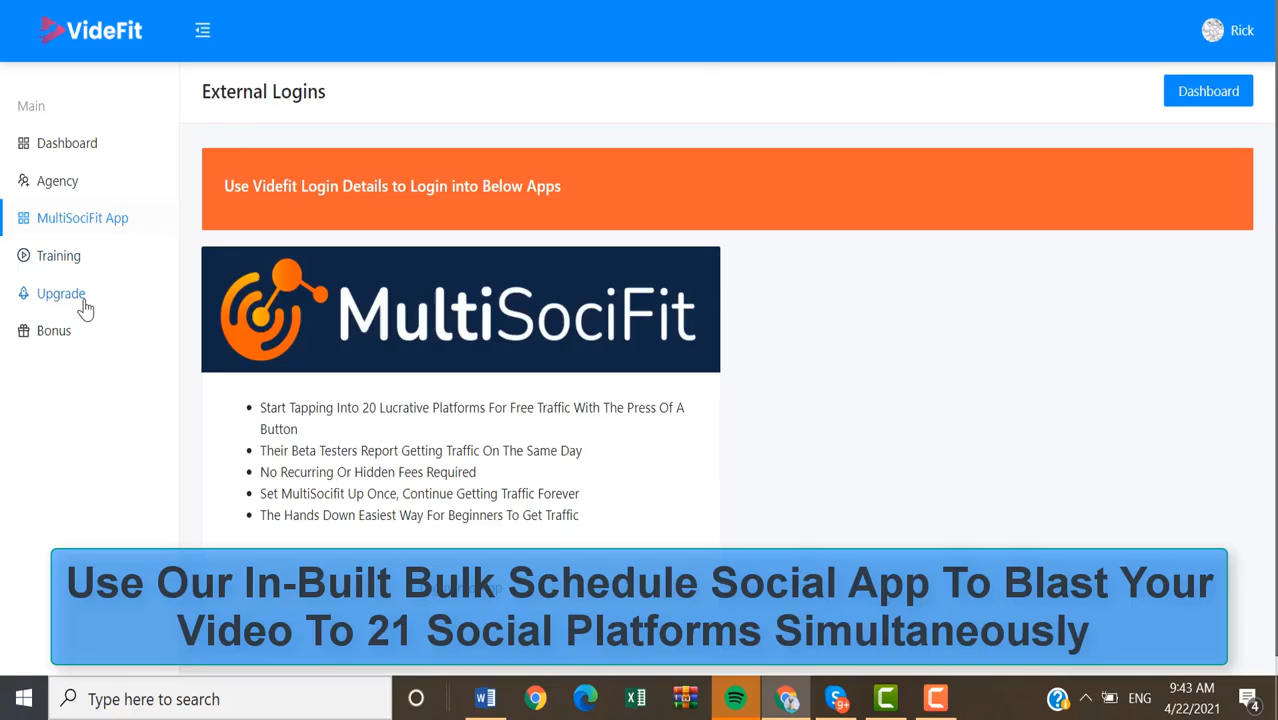 VideFit
Rick
External Logins
Dashboard
Main
Dashboard
Agency
MultiSociFit App
Training
Upgrade
Bonus
Use Videfit Login Details to Login into Below Apps
MultiSociFit
Start Tapping Into 20 Lucrative Platforms For Free Traffic With The Press Of A
Button
Their Beta Testers Report Getting Traffic On The Same Day
No Recurring Or Hidden Fees Required
Set MultiSocifit Up Once, Continue Getting Traffic Forever
The Hands Down Easiest Way For Beginners To Get Traffic
Use Our In-Built Bulk Schedule Social App To Blast Your
Video To 21 Social Platforms Simultaneously
Type here to search
9+
ENG
9:43 AM
4/22/2021
4